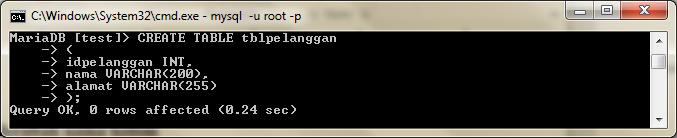 C:\Windows\System32\cmd.exe - mysql -u root -p
MariaDB [test]> CREATE TABLE tblpelanggan
-> (
-> idpelanggan INT,
-> nama VARCHAR(200),
-> alamat VARCHAR(255)
-> );
Query OK, 0 rows affected (0.24 sec)